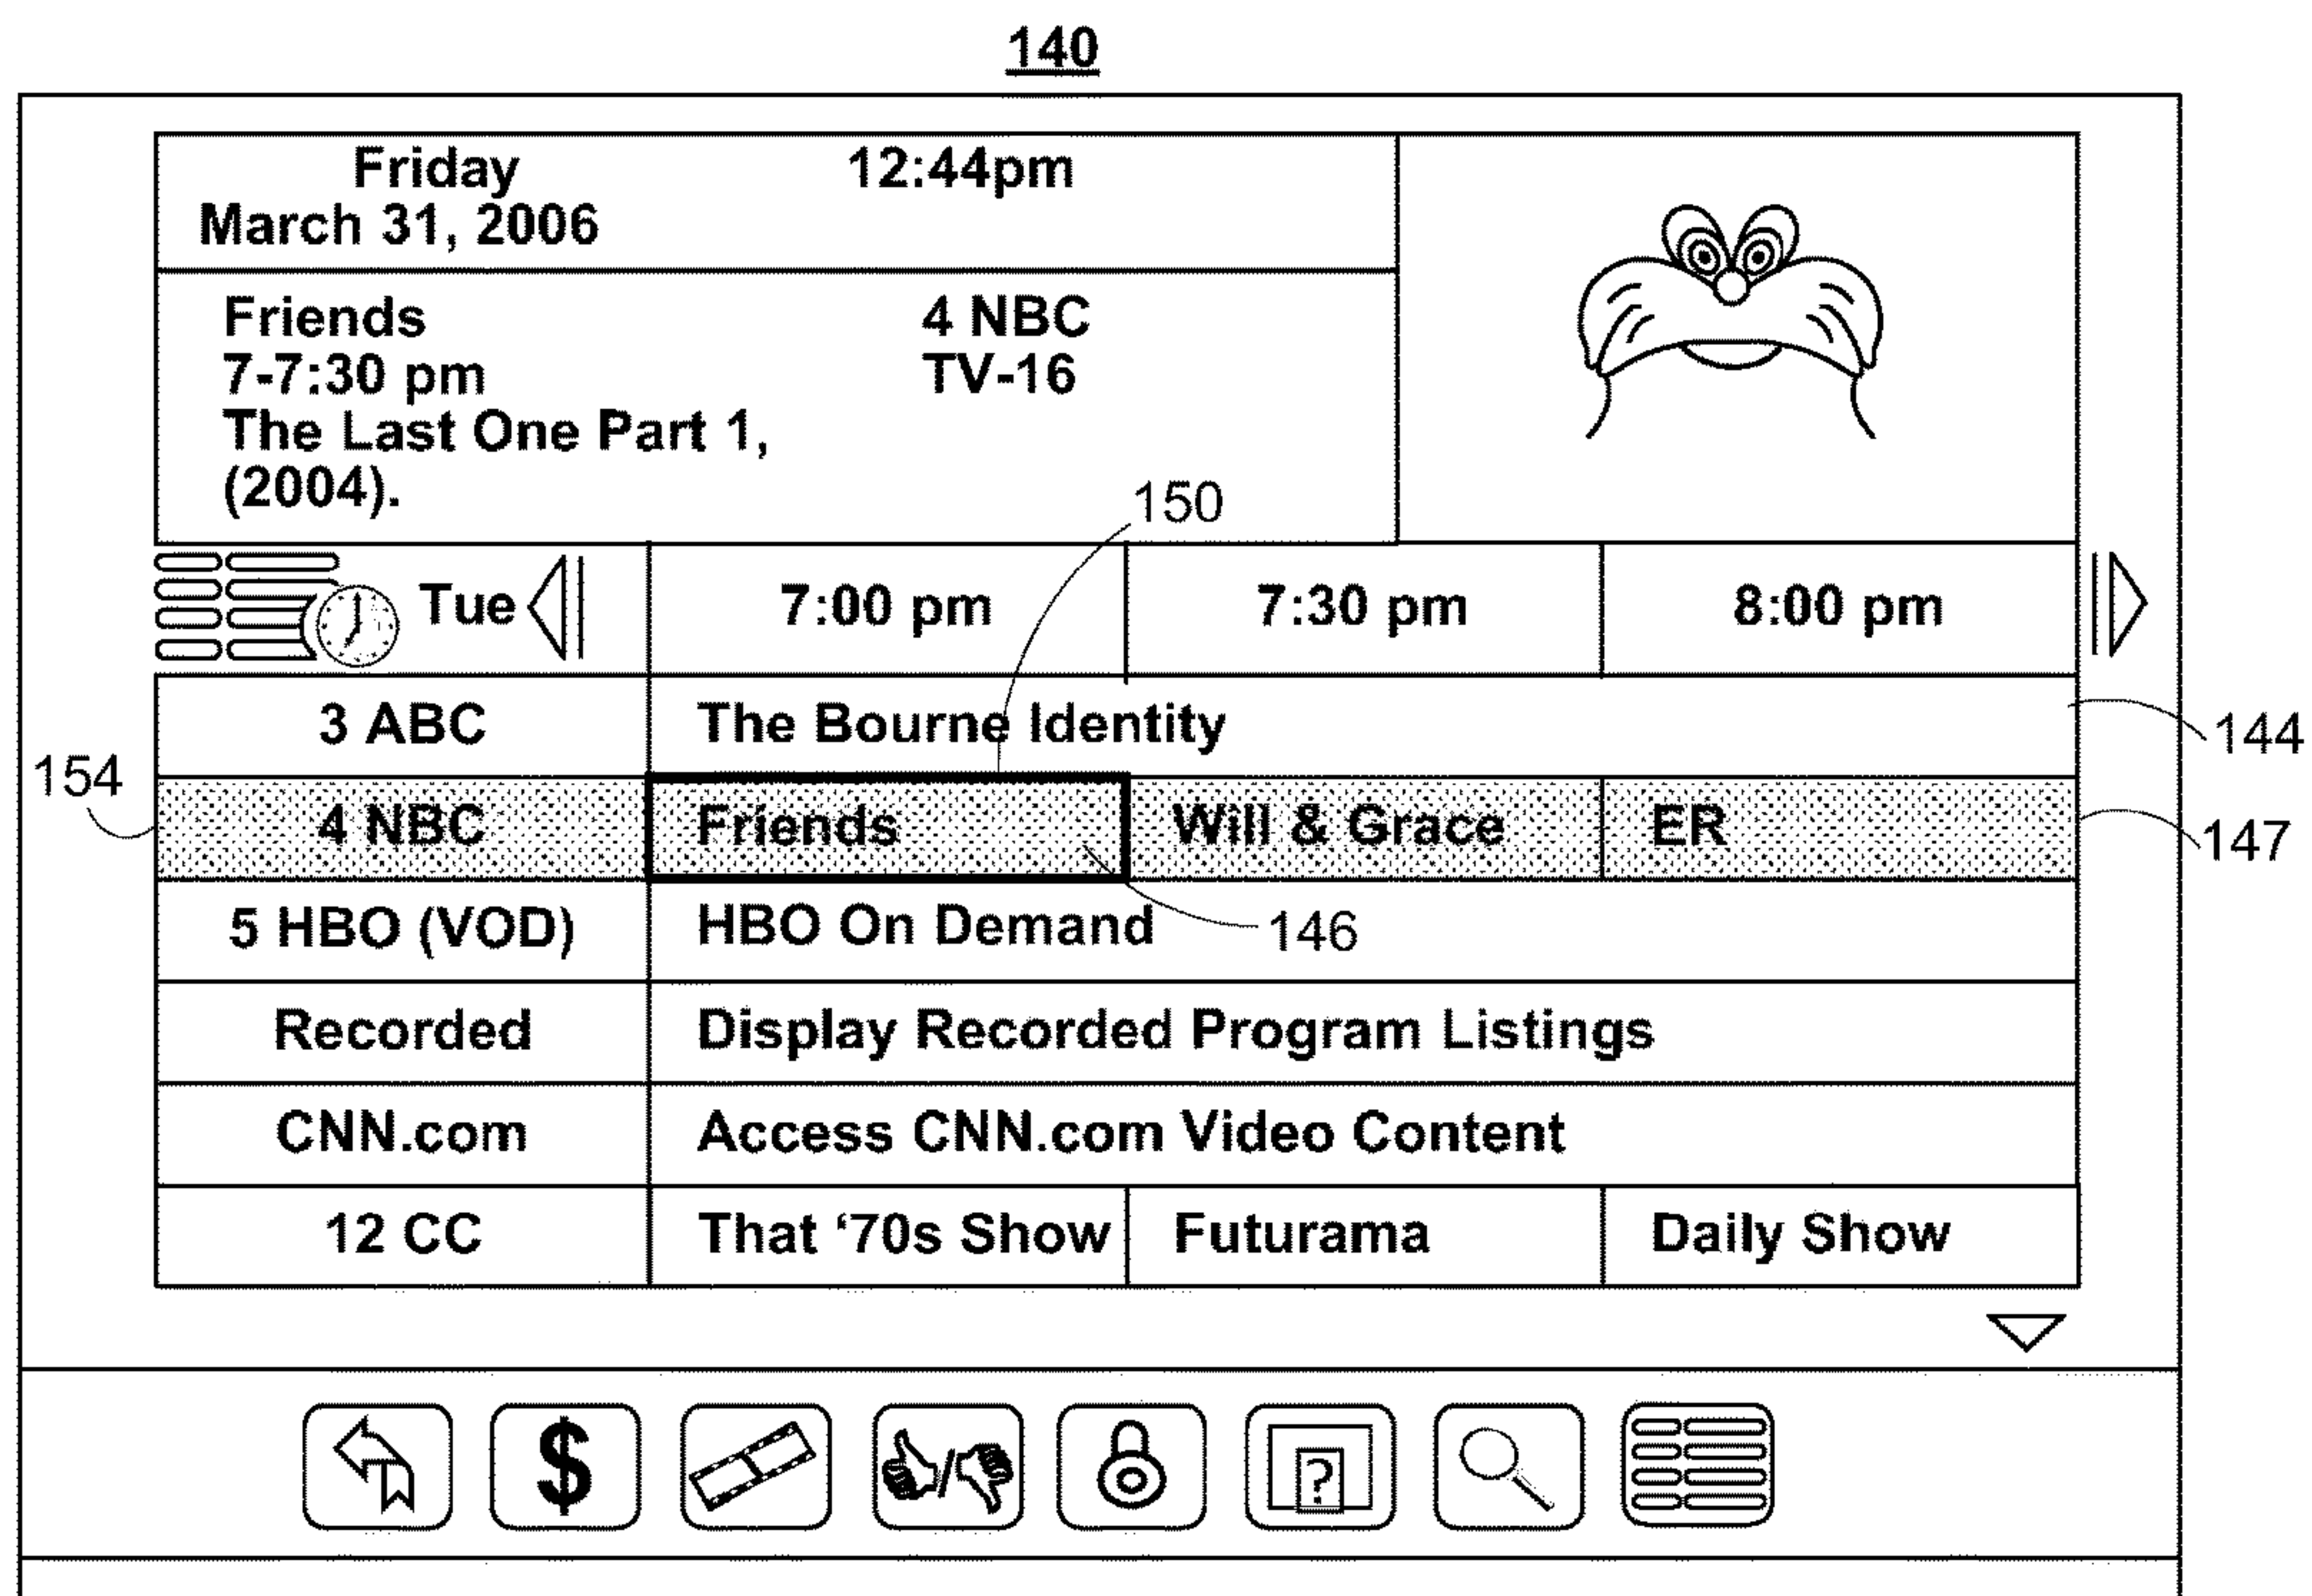 140
Friday 12:44pm
March 31, 2006
Friends 4 NBC
7-7:30 pm TV-16
The Last One Part 1,
(2004).
150
Tue 7:00 pm 7:30 pm 8:00 pm
3 ABC The Bourne Identity
144
154
4 NBC Friends Will & Grace ER
147
5 HBO (VOD) HBO On Demand
146
Recorded Display Recorded Program Listings
CNN.com Access CNN.com Video Content
12 CC That ‘70s Show Futurama Daily Show
$ / ?